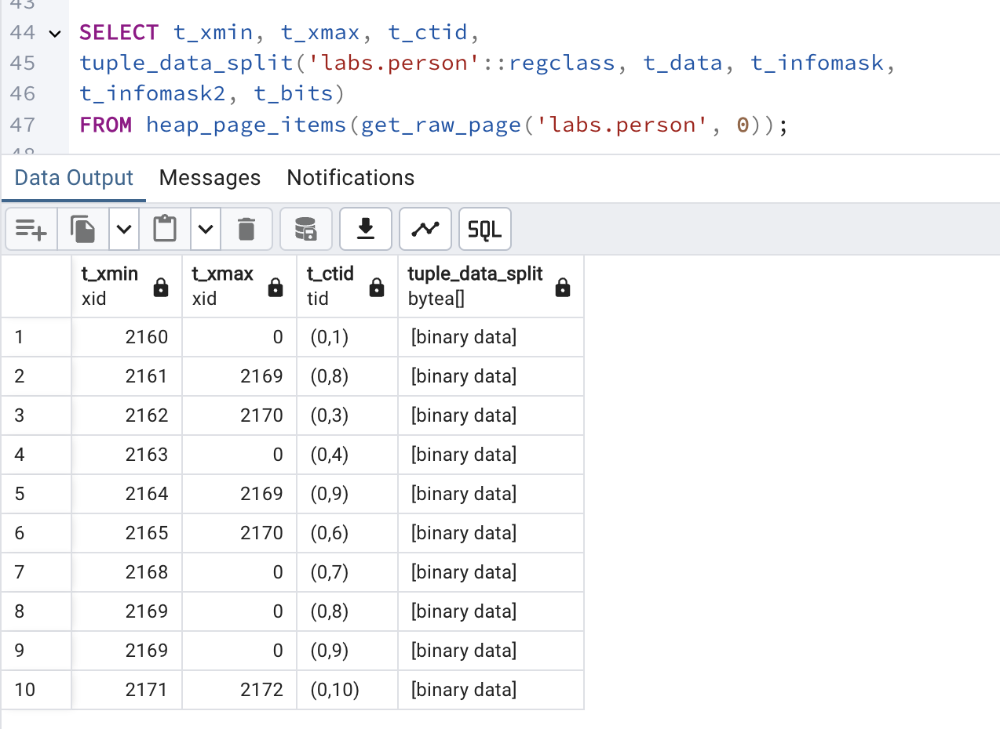 43
44 SELECT t_xmin, t_xmax, t_ctid,
45 tuple_data_split('labs.person'::regclass, t_data, t_infomask,
46 t_infomask2, t_bits)
47 FROM heap_page_items(get_raw_page('labs.person', 0));
48
Data Output Messages Notifications
SQL
t_xmin t_xmax t_ctid tuple_data_split
xid xid tid bytea[]
1 2160 0 (0,1) [binary data]
2 2161 2169 (0,8) [binary data]
3 2162 2170 (0,3) [binary data]
4 2163 0 (0,4) [binary data]
5 2164 2169 (0,9) [binary data]
6 2165 2170 (0,6) [binary data]
7 2168 0 (0,7) [binary data]
8 2169 0 (0,8) [binary data]
9 2169 0 (0,9) [binary data]
10 2171 2172 (0,10) [binary data]